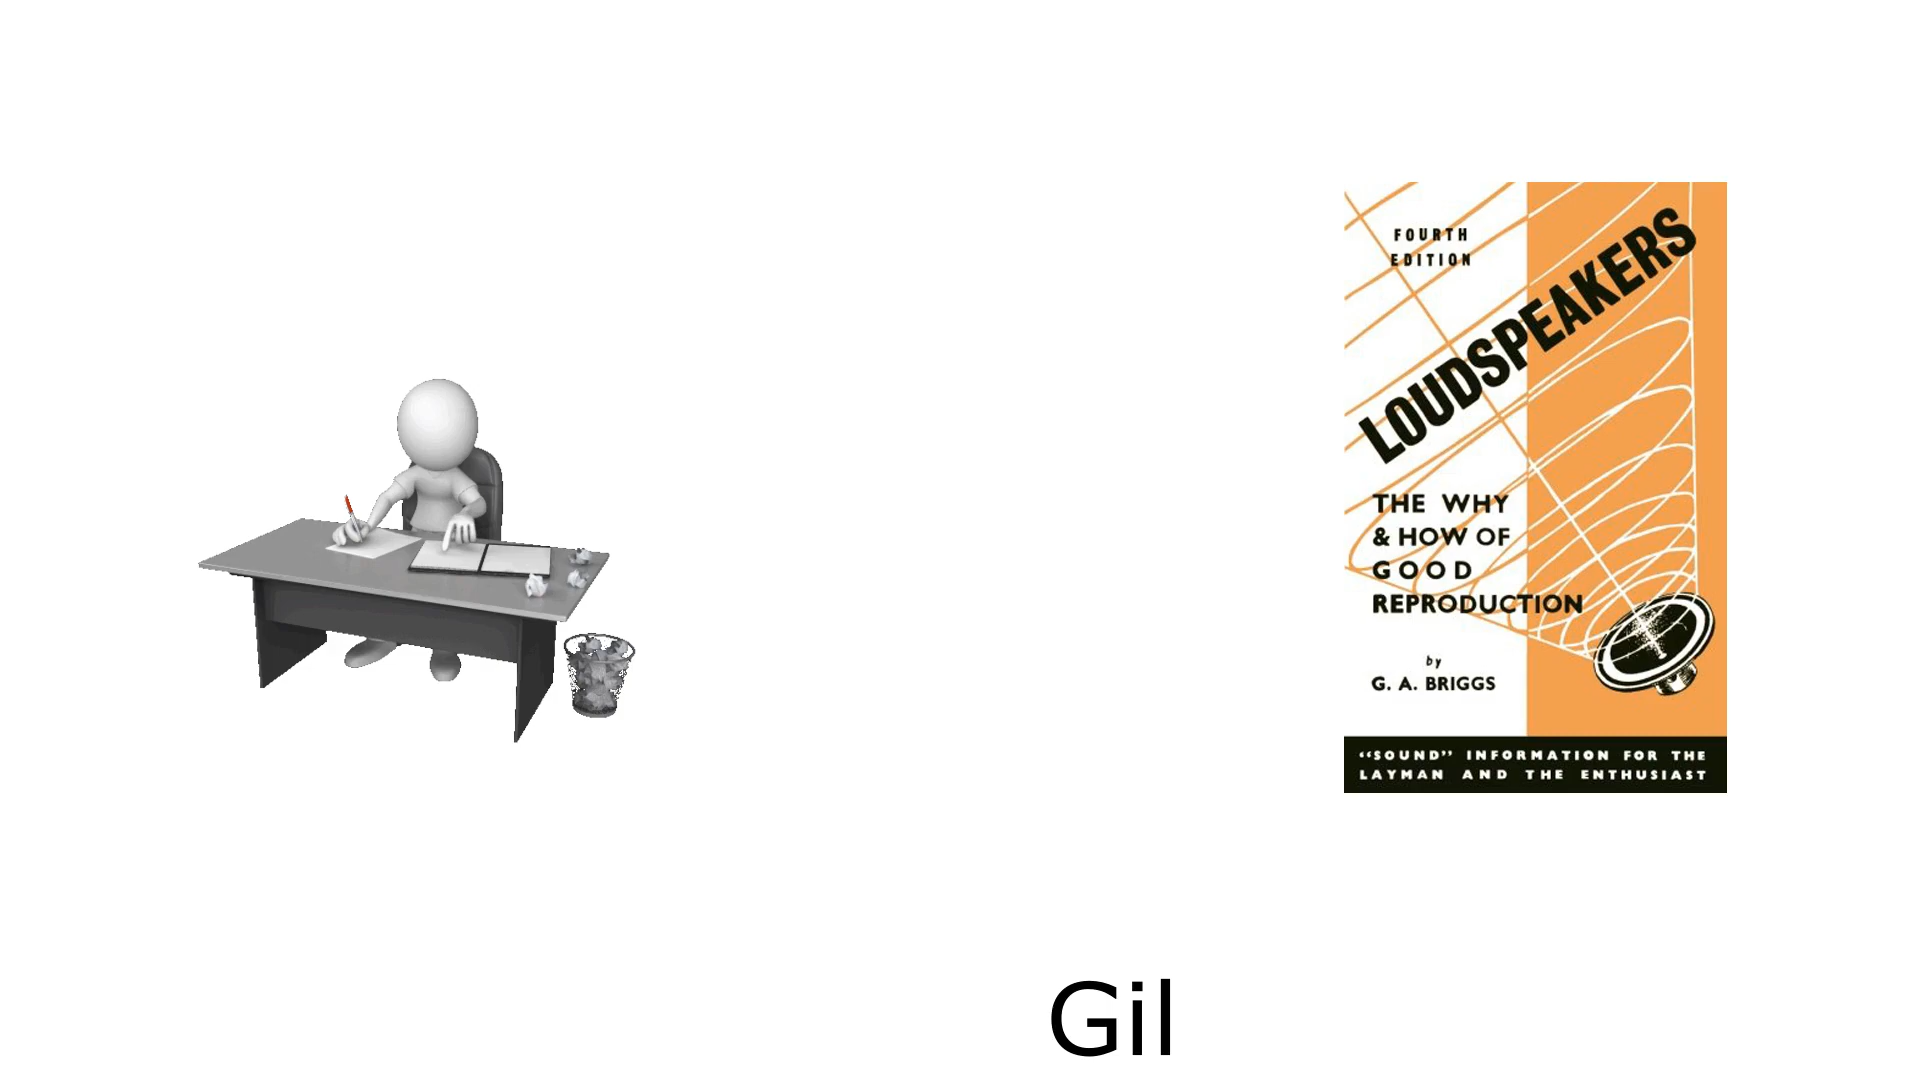 FOURTH
EDITION
LOUDSPEAKERS
THE WHY
& HOW OF
GOOD
REPRODUCTION
by
G. A. BRIGGS
“SOUND” INFORMATION FOR THE
LAYMAN AND THE ENTHUSIAST
Gil